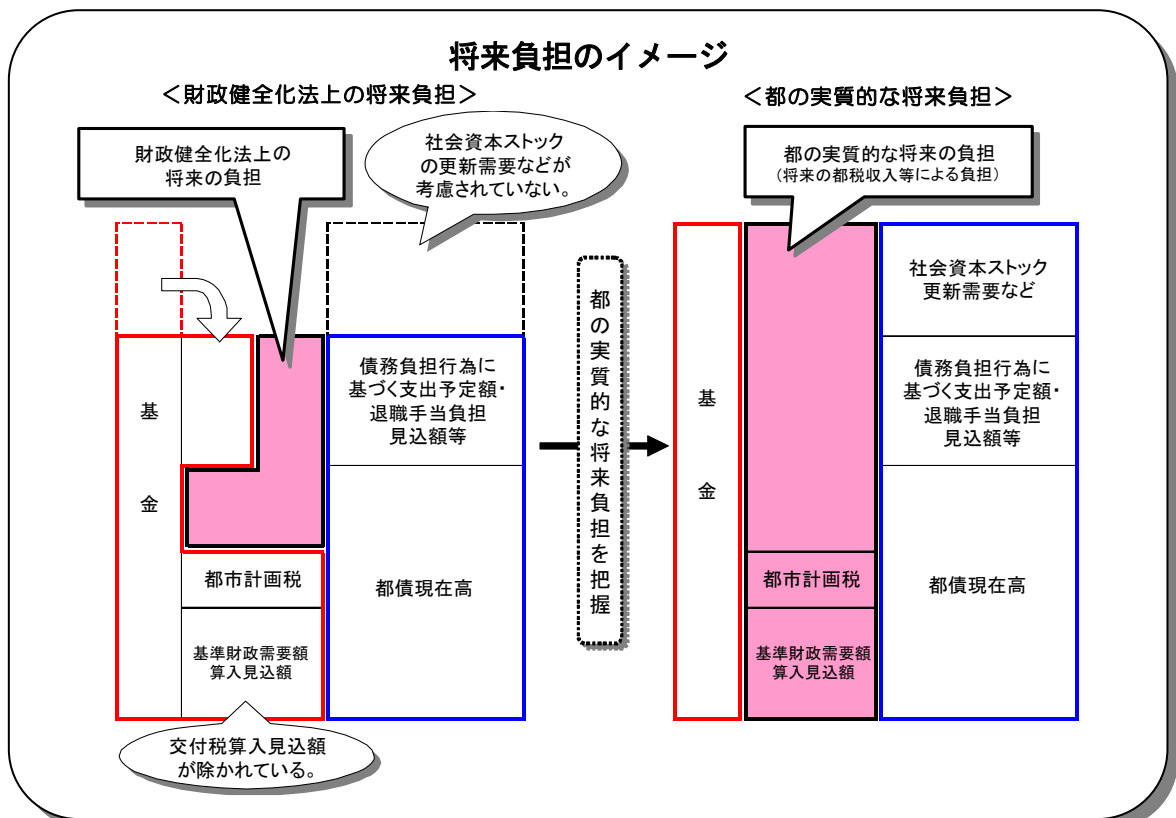 将来負担のイメージ
＜財政健全化法上の将来負担＞
財政健全化法上の
将来の負担
社会資本ストック
の更新需要などが
考慮されていない。
基
金
債務負担行為に
基づく支出予定額・
退職手当負担
見込額等
都市計画税
都債現在高
基準財政需要額
算入見込額
交付税算入見込額
が除かれている。
都の実質的な将来負担を把握
＜都の実質的な将来負担＞
都の実質的な将来の負担
（将来の都税収入等による負担）
基
金
社会資本ストック
更新需要など
債務負担行為に
基づく支出予定額・
退職手当負担
見込額等
都市計画税
都債現在高
基準財政需要額
算入見込額